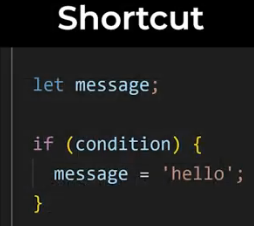 Shortcut
let message;
if (condition) {
message = 'hello';
}